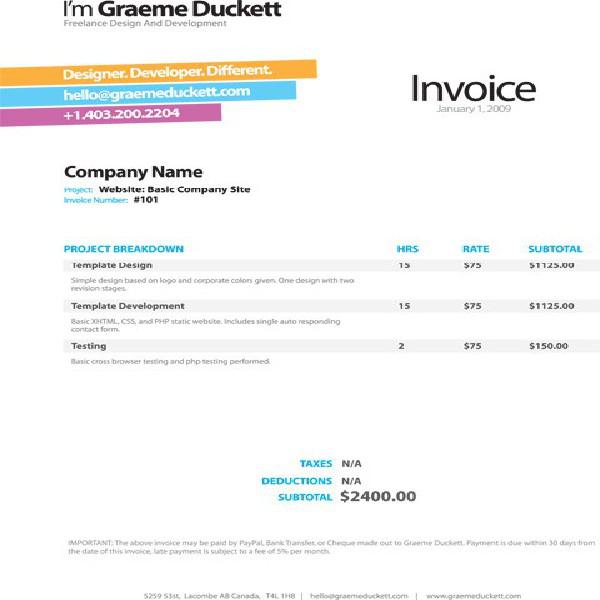 I'm Graeme Duckett
Freelance Design And Development
Designer. Developer. Different.
hello@graemeduckett.com
+1.403.200.2204
Invoice
January 1, 2009
Company Name
Project: Website: Basic Company Site
Invoice Number: #101
PROJECT BREAKDOWN HRS RATE SUBTOTAL
Template Design 15 $75 $1125.00
Simple design based on logo and corporate colors given. One design with two
revision stages.
Template Development 15 $75 $1125.00
Basic XHTML, CSS, and PHP static website. Includes single auto responding
contact form.
Testing 2 $75 $150.00
Basic cross browser testing and php testing performed.
TAXES N/A
DEDUCTIONS N/A
SUBTOTAL $2400.00
IMPORTANT: The above invoice may be paid by PayPal, Bank Transfer, or Cheque made out to Graeme Duckett. Payment is due within 30 days from
the date of this invoice, late payment is subject to a fee of 5% per month.
5259 53st, Lacombe AB Canada, T4L 1H8 | hello@graemeduckett.com | www.graemeduckett.com